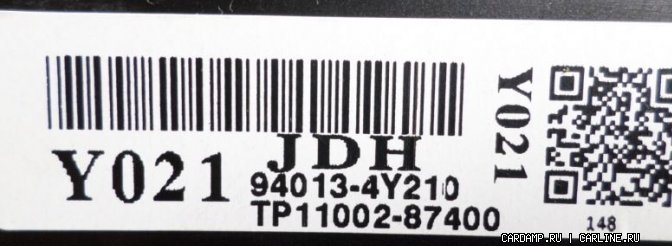 JDH
Y021
94013-4Y210
TP11002-87400
Y021
148
CARDAMP.RU | CARLINE.RU